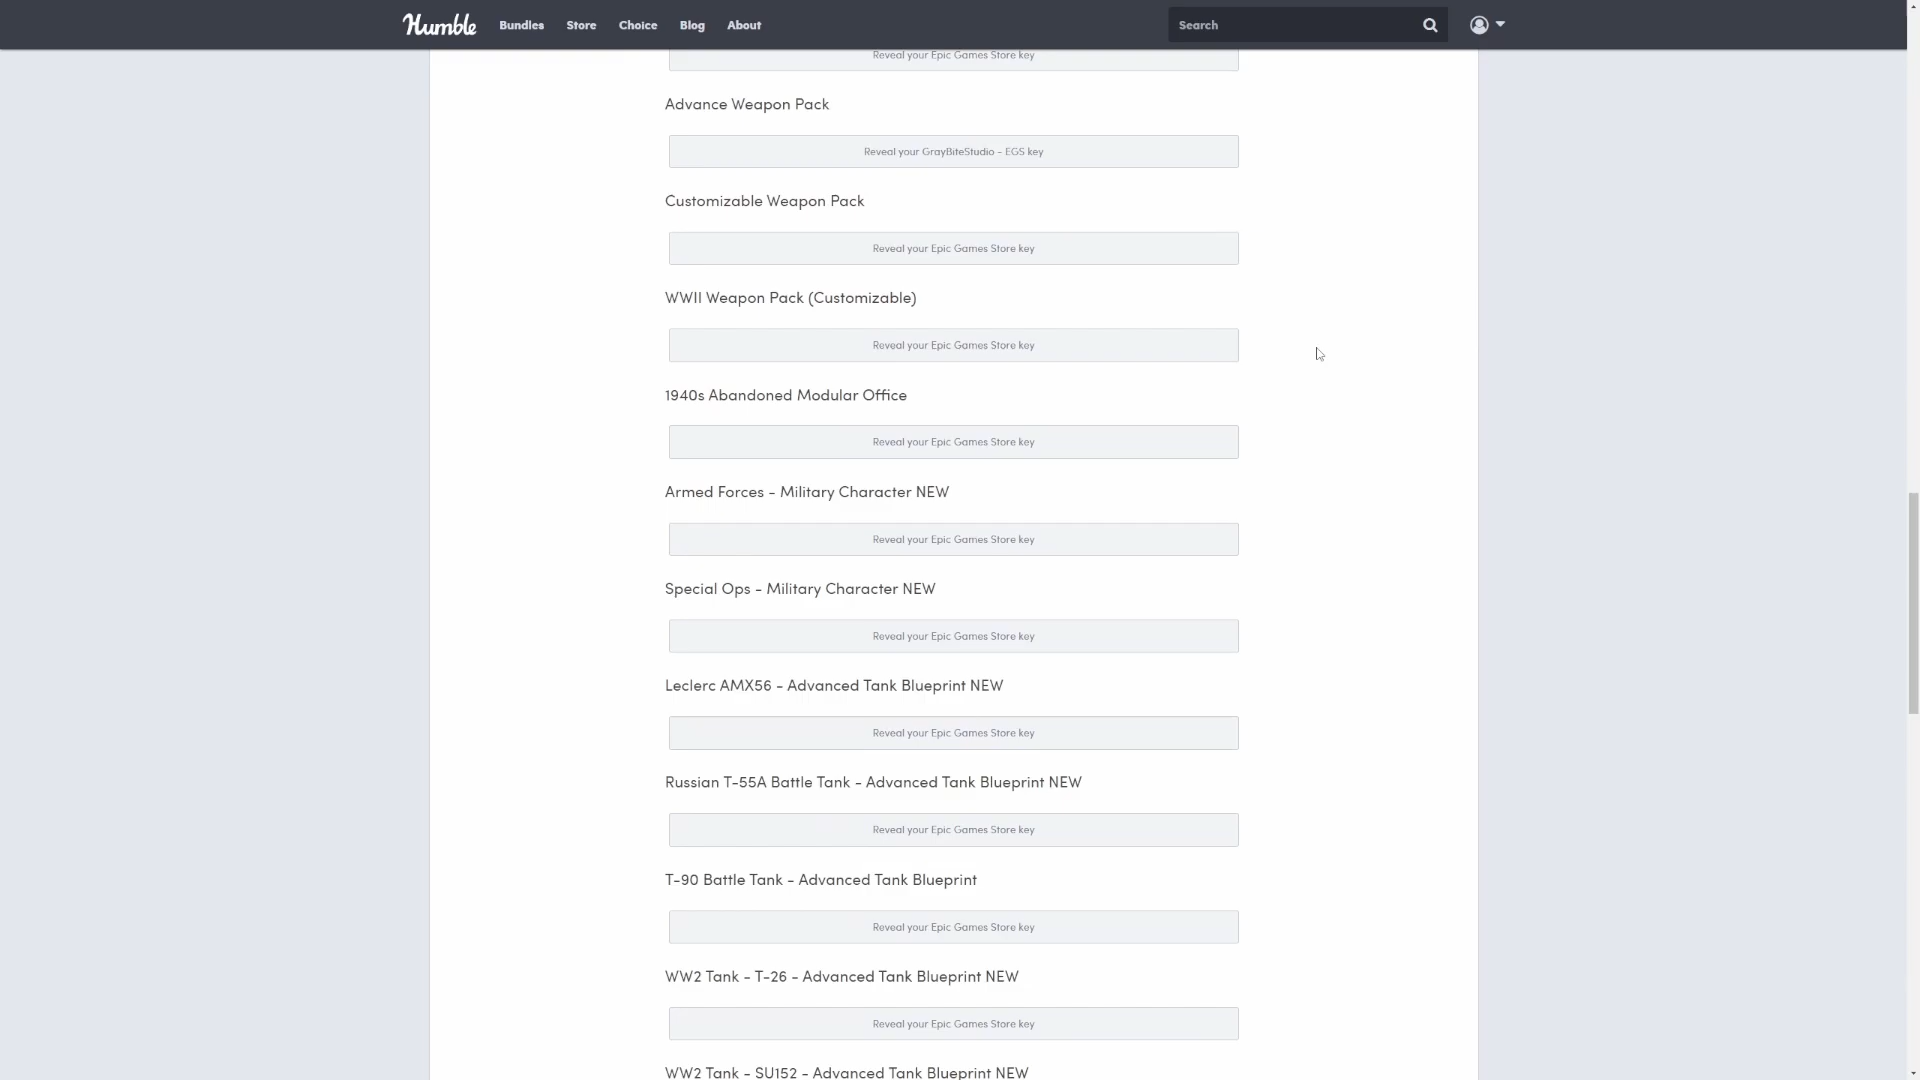 Humble
Bundles
Store
Choice
Blog
About
Search
Reveal your Epic Games Store key
Advance Weapon Pack
Reveal your GrayBiteStudio - EGS key
Customizable Weapon Pack
Reveal your Epic Games Store key
WWII Weapon Pack (Customizable)
Reveal your Epic Games Store key
1940s Abandoned Modular Office
Reveal your Epic Games Store key
Armed Forces - Military Character NEW
Reveal your Epic Games Store key
Special Ops - Military Character NEW
Reveal your Epic Games Store key
Leclerc AMX56 - Advanced Tank Blueprint NEW
Reveal your Epic Games Store key
Russian T-55A Battle Tank - Advanced Tank Blueprint NEW
Reveal your Epic Games Store key
T-90 Battle Tank - Advanced Tank Blueprint
Reveal your Epic Games Store key
WW2 Tank - T-26 - Advanced Tank Blueprint NEW
Reveal your Epic Games Store key
WW2 Tank - SU152 - Advanced Tank Blueprint NEW